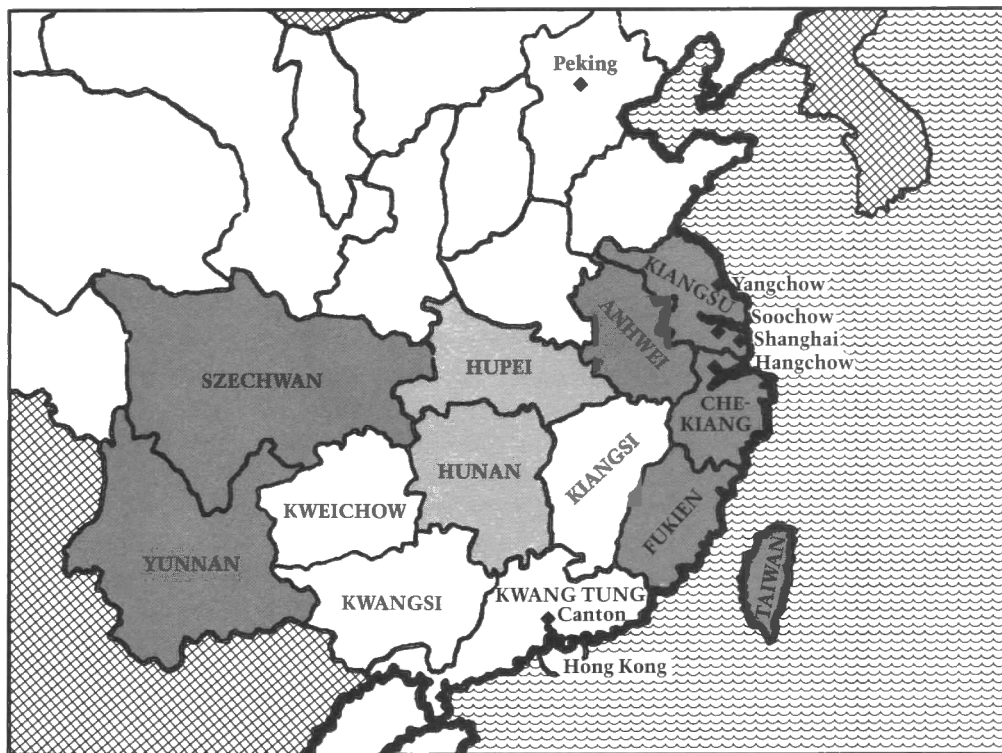 Peking
KIANGSU
Yangchow
ANHWEI
Soochow
Shanghai
Hangchow
HUPEI
SZECHWAN
CHE-
KIANG
KIANGSI
HUNAN
KWEICHOW
FUKIEN
YUNNAN
TAIWAN
KWANGSI
KWANG TUNG
Canton
Hong Kong